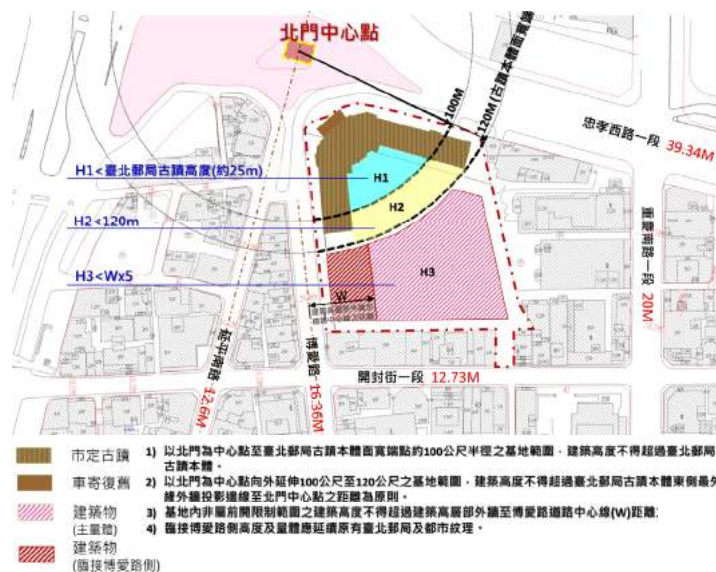 北門中心點
100M
120M(古蹟本體面寬端
忠孝西路一段 39.34M
H1<臺北郵局古蹟高度(約25m)
H1
H2<120m
H2
重慶南路一段 20M
H3<Wx5
H3
W
延平南路 12.6M
博愛路 16.36M
開封街一段 12.73M
市定古蹟
車寄復舊
建築物
(主量體)
建築物
(臨接博愛路側)
1) 以北門為中心點至臺北郵局古蹟本體面寬端點約100公尺半徑之基地範圍，建築高度不得超過臺北郵局
古蹟本體。
2) 以北門為中心點向外延伸100公尺至120公尺之基地範圍，建築高度不得超過臺北郵局古蹟本體東側最外
緣外牆投影邊線至北門中心點之距離為原則。
3) 基地內非屬前開限制範圍之建築高度不得超過建築高層部外牆至博愛路道路中心線(W)距離
4) 臨接博愛路側高度及量體應延續原有臺北郵局及都市紋理。